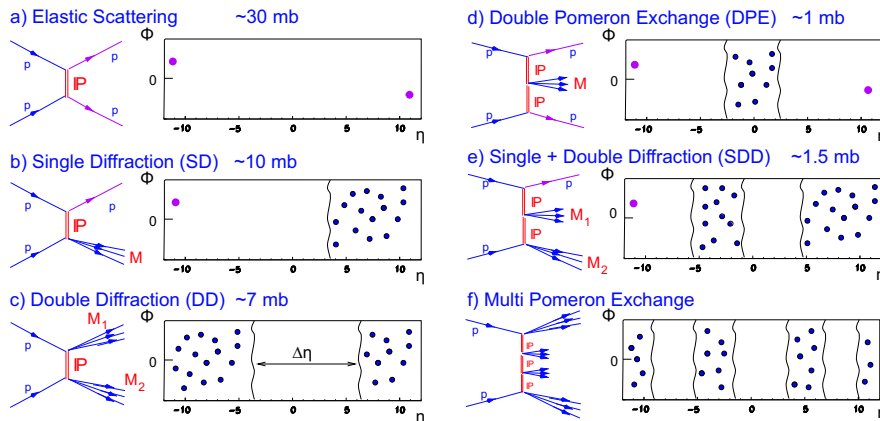 a) Elastic Scattering ~30 mb
Φ
0
p
p
IP
p
p
-10 -5 0 5 10 η
b) Single Diffraction (SD) ~10 mb
Φ
0
p
p
IP
p
M
-10 -5 0 5 10 η
c) Double Diffraction (DD) ~7 mb
M1
Φ
0
p
IP
Δη
M2
p
-10 -5 0 5 10 η
d) Double Pomeron Exchange (DPE) ~1 mb
Φ
0
p
p
IP
M
IP
p
p
-10 -5 0 5 10
e) Single + Double Diffraction (SDD) ~1.5 mb
Φ
0
p
p
IP
M1
IP
p
M2
-10 -5 0 5 10
f) Multi Pomeron Exchange
Φ
0
p
IP
IP
IP
IP
p
-10 -5 0 5 10